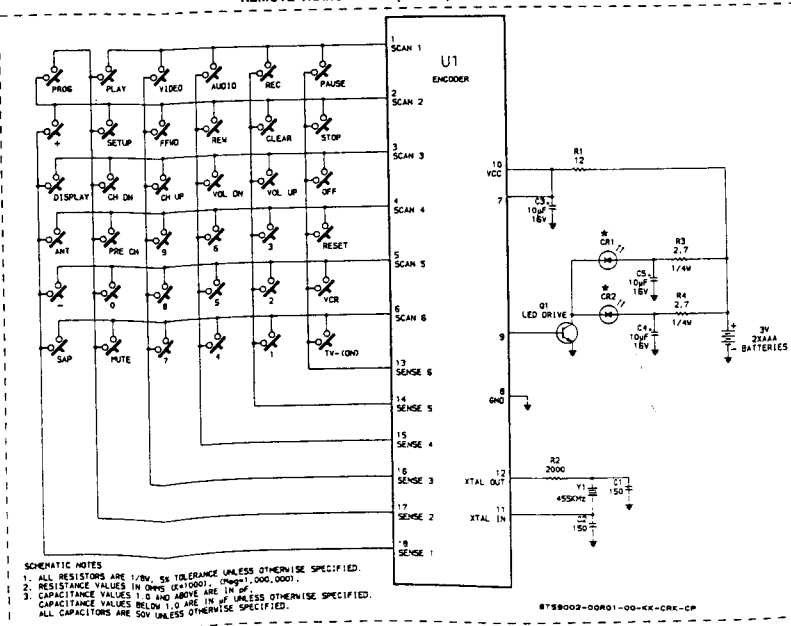 1
SCAN 1
U1
ENCODER
PROG PLAY VIDEO AUDIO REC PAUSE
2
SCAN 2
+ SETUP FFWD REW CLEAR STOP
3
SCAN 3
DISPLAY CH DN CH UP VOL DN VOL UP OFF
4
SCAN 4
ANT PRE CH 9 6 3 RESET
5
SCAN 5
- 0 8 5 2 VCR
6
SCAN 6
SAP MUTE 7 4 1 TV-(ON)
13
SENSE 6
14
SENSE 5
15
SENSE 4
16
SENSE 3
17
SENSE 2
18
SENSE 1
10
VCC
7
R1
12
C3
10µF
16V
★
CR1
R3
2.7
1/4W
C5
10µF
16V
★
CR2
R4
2.7
1/4W
C4
10µF
16V
Q1
LED DRIVE
9
+
-
3V
2XAAA
BATTERIES
8
GND
12
XTAL OUT
R2
2000
Y1
455KHz
C1
150
11
XTAL IN
150
SCHEMATIC NOTES
1. ALL RESISTORS ARE 1/8W, 5% TOLERANCE UNLESS OTHERWISE SPECIFIED.
2. RESISTANCE VALUES IN OHMS (K=1000), (Meg=1,000,000).
3. CAPACITANCE VALUES 1.0 AND ABOVE ARE IN pF.
CAPACITANCE VALUES BELOW 1.0 ARE IN µF UNLESS OTHERWISE SPECIFIED.
ALL CAPACITORS ARE 50V UNLESS OTHERWISE SPECIFIED.
8759002-00R01-00-KK-CRK-CP